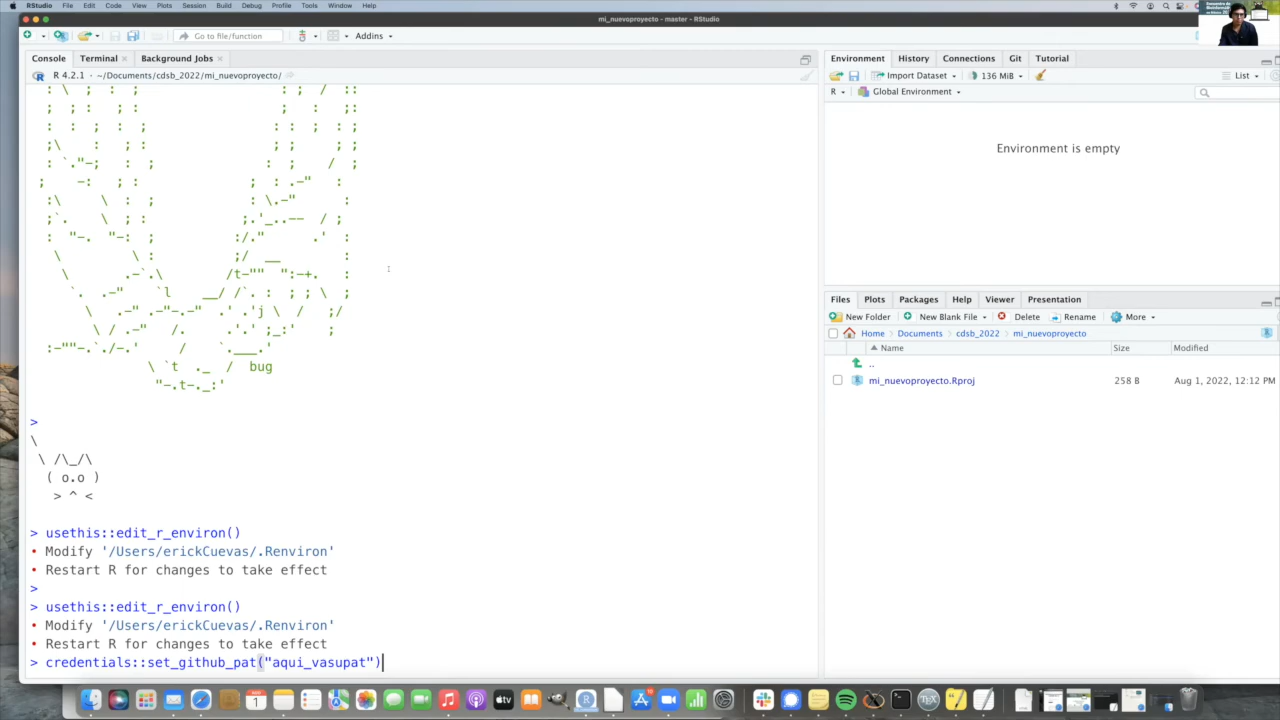 RStudio File Edit Code View Plots Session Build Debug Profile Tools Window Help
mi_nuevoproyecto - master - RStudio
Go to file/function Addins
Console Terminal Background Jobs
R 4.2.1 · ~/Documents/cdsb_2022/mi_nuevoproyecto/
: \  ;  :  ;                  : ;  /  ::
;  ; :   ; :                  ;   :    ;:
:  :  ;  :  ;                 : :  ;  : ;
;\    :   ; :                 ; ;    ; ;
: `."-;   :  ;               :  ;    /  ;
;    -:   ; :              ;  : .-"   :
:\     \  :  ;             : \.-"      :
;`.    \  ; :            ;.'_..--  / ;
:  "-.  "-:  ;          :/."      .'  :
\         \ :          ;/  __        :
\       .-`.\        /t-""  ":-+.   :
`.  .-"    `l    __/ /`. :  ; ; \  ;
\   .-" .-"-.-"  .' .'j \  /   ;/
\ / .-"   /.     .'.' ;_:'    ;
:-""-.`./-.'     /    `.___.'
\ `t  ._  /  bug
"-.t-._:'
>
\
\ /\_/\
( o.o )
> ^ <
> usethis::edit_r_environ()
• Modify '/Users/erickCuevas/.Renviron'
• Restart R for changes to take effect
>
> usethis::edit_r_environ()
• Modify '/Users/erickCuevas/.Renviron'
• Restart R for changes to take effect
> credentials::set_github_pat("aqui_vasupat")
Environment History Connections Git Tutorial
Import Dataset 136 MiB List
R Global Environment
Environment is empty
Files Plots Packages Help Viewer Presentation
New Folder New Blank File Delete Rename More
Home Documents cdsb_2022 mi_nuevoproyecto
Name Size Modified
..
mi_nuevoproyecto.Rproj 258 B Aug 1, 2022, 12:12 PM